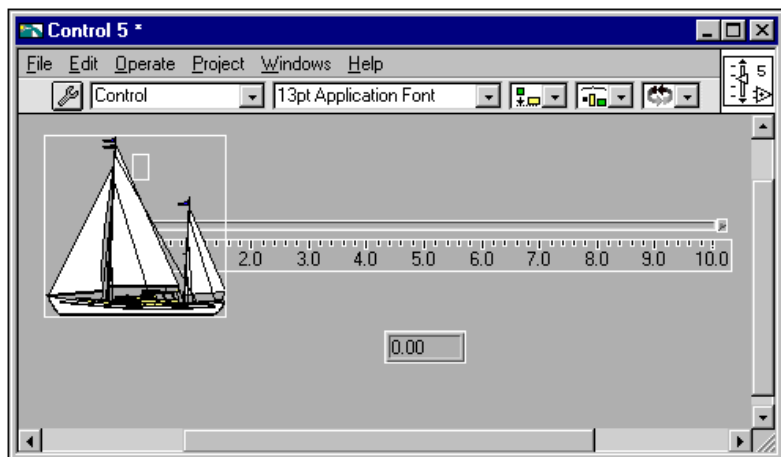 Control 5 *
File Edit Operate Project Windows Help
5
Control 13pt Application Font
2.0 3.0 4.0 5.0 6.0 7.0 8.0 9.0 10.0
0.00